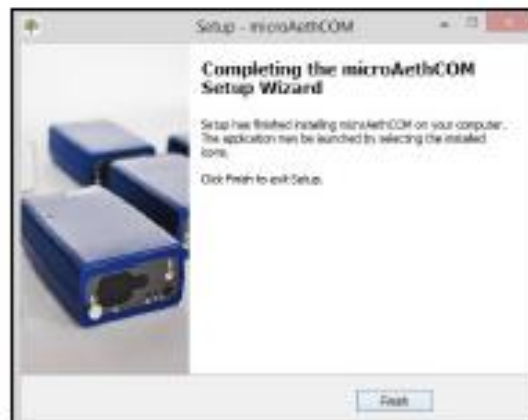 Setup - microAethCOM
Completing the microAethCOM
Setup Wizard
Setup has finished installing microAethCOM on your computer.
The application may be launched by selecting the installed
icons.
Click Finish to exit Setup.
Finish